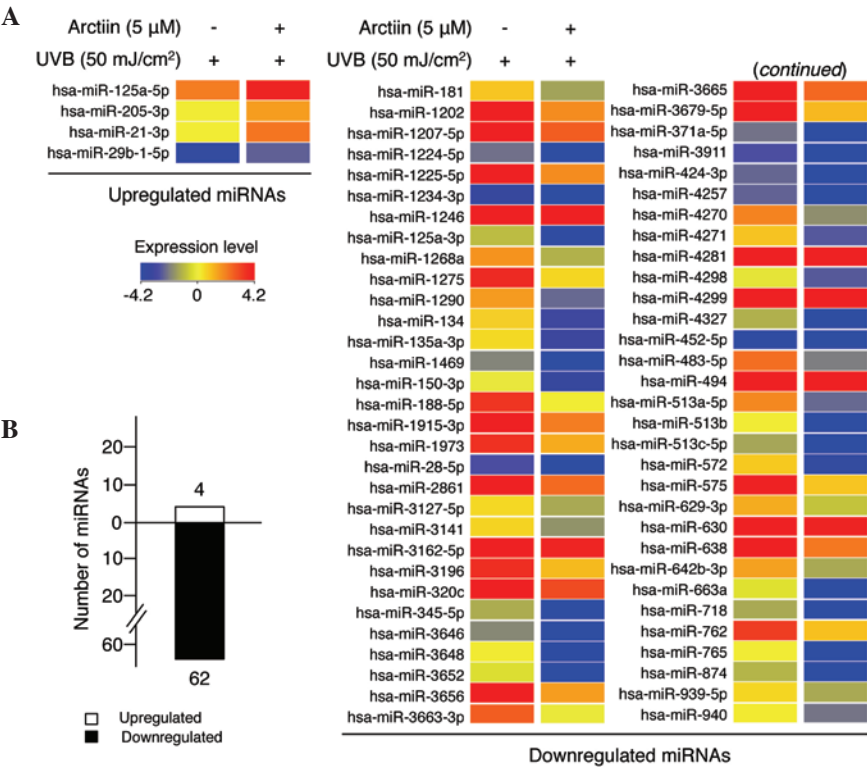 A
Arctiin (5 μM) - +
UVB (50 mJ/cm²) + +
hsa-miR-125a-5p
hsa-miR-205-3p
hsa-miR-21-3p
hsa-miR-29b-1-5p
Upregulated miRNAs
Expression level
-4.2 0 4.2
Arctiin (5 μM) - +
UVB (50 mJ/cm²) + +
hsa-miR-181
hsa-miR-1202
hsa-miR-1207-5p
hsa-miR-1224-5p
hsa-miR-1225-5p
hsa-miR-1234-3p
hsa-miR-1246
hsa-miR-125a-3p
hsa-miR-1268a
hsa-miR-1275
hsa-miR-1290
hsa-miR-134
hsa-miR-135a-3p
hsa-miR-1469
hsa-miR-150-3p
hsa-miR-188-5p
hsa-miR-1915-3p
hsa-miR-1973
hsa-miR-28-5p
hsa-miR-2861
hsa-miR-3127-5p
hsa-miR-3141
hsa-miR-3162-5p
hsa-miR-3196
hsa-miR-320c
hsa-miR-345-5p
hsa-miR-3646
hsa-miR-3648
hsa-miR-3652
hsa-miR-3656
hsa-miR-3663-3p
(continued)
hsa-miR-3665
hsa-miR-3679-5p
hsa-miR-371a-5p
hsa-miR-3911
hsa-miR-424-3p
hsa-miR-4257
hsa-miR-4270
hsa-miR-4271
hsa-miR-4281
hsa-miR-4298
hsa-miR-4299
hsa-miR-4327
hsa-miR-452-5p
hsa-miR-483-5p
hsa-miR-494
hsa-miR-513a-5p
hsa-miR-513b
hsa-miR-513c-5p
hsa-miR-572
hsa-miR-575
hsa-miR-629-3p
hsa-miR-630
hsa-miR-638
hsa-miR-642b-3p
hsa-miR-663a
hsa-miR-718
hsa-miR-762
hsa-miR-765
hsa-miR-874
hsa-miR-939-5p
hsa-miR-940
Downregulated miRNAs
B
Number of miRNAs
20
10
0
10
20
60
4
62
Upregulated
Downregulated